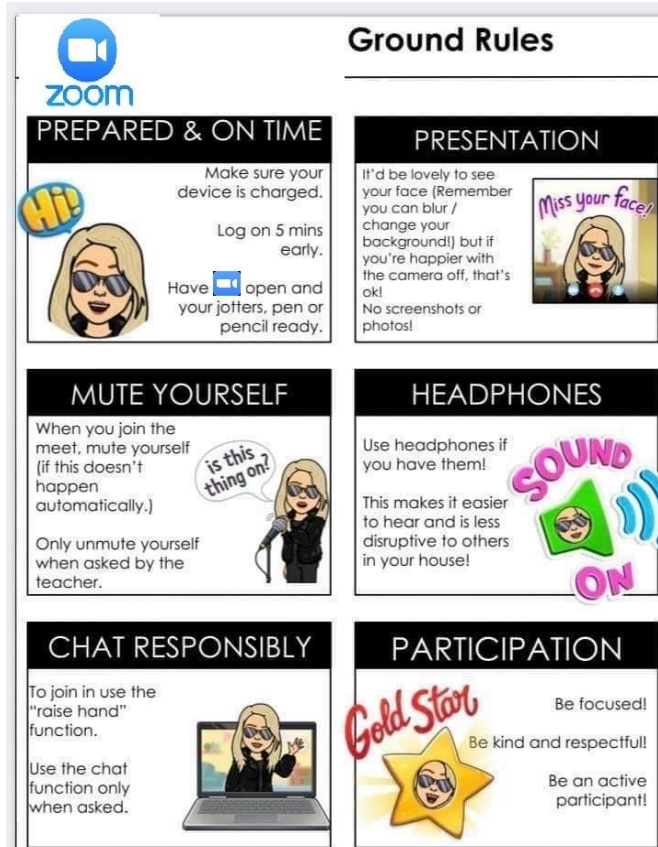 Ground Rules
zoom
PREPARED & ON TIME
Make sure your
device is charged.
Log on 5 mins
early.
Have open and
your jotters, pen or
pencil ready.
Hi!
PRESENTATION
It'd be lovely to see
your face (Remember
you can blur /
change your
background!) but if
you're happier with
the camera off, that's
ok!
No screenshots or
photos!
Miss your face!
MUTE YOURSELF
When you join the
meet, mute yourself
(if this doesn't
happen
automatically.)
Only unmute yourself
when asked by the
teacher.
is this
thing on?
HEADPHONES
Use headphones if
you have them!
This makes it easier
to hear and is less
disruptive to others
in your house!
SOUND
ON
CHAT RESPONSIBLY
To join in use the
"raise hand"
function.
Use the chat
function only
when asked.
PARTICIPATION
Gold Star
Be focused!
Be kind and respectful!
Be an active
participant!